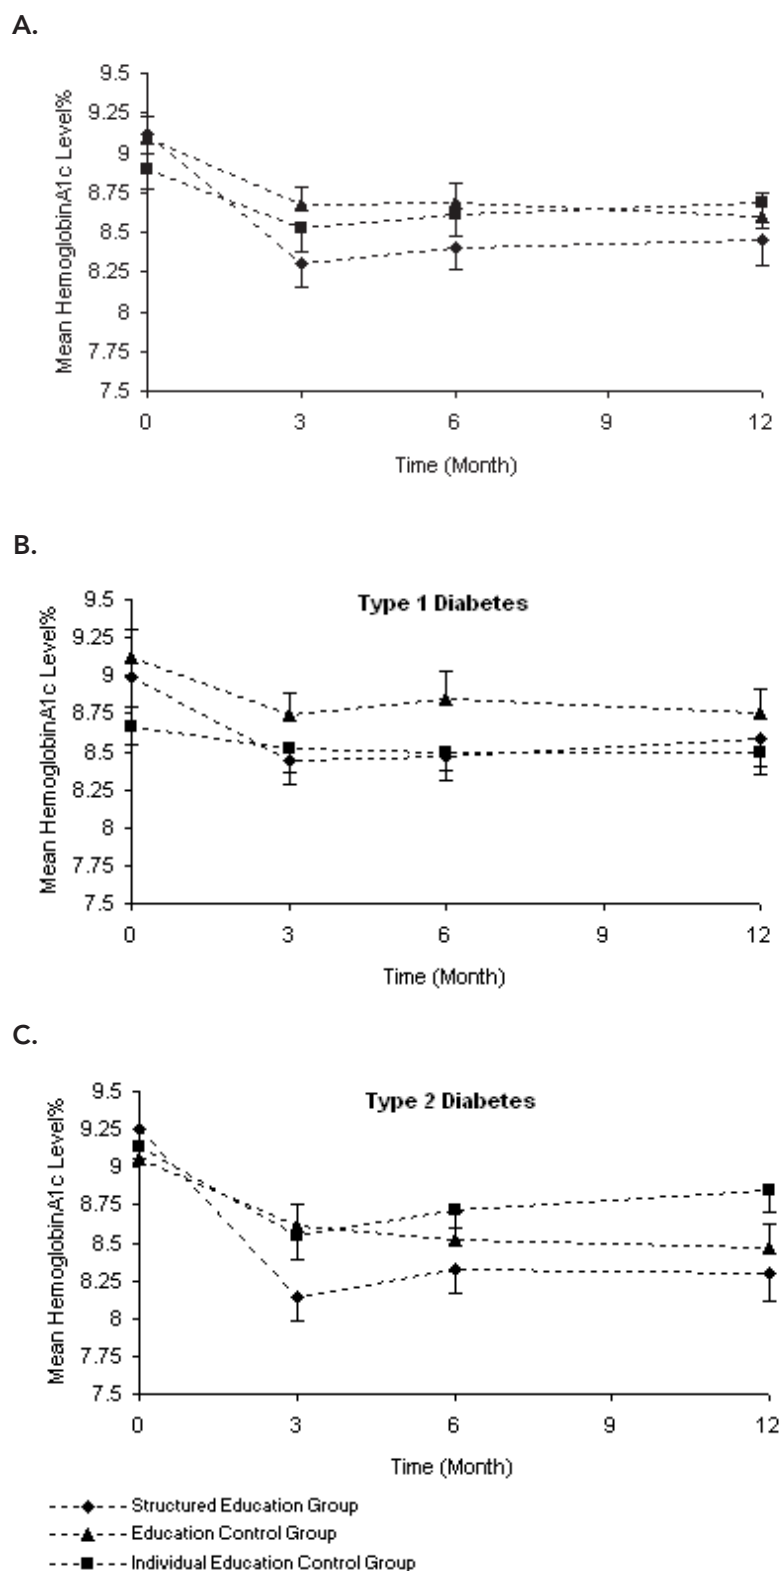 A.
Mean HemoglobinA1c Level%
9.5
9.25
9
8.75
8.5
8.25
8
7.75
7.5
0 3 6 9 12
Time (Month)
B.
Type 1 Diabetes
Mean HemoglobinA1c Level%
9.5
9.25
9
8.75
8.5
8.25
8
7.75
7.5
0 3 6 9 12
Time (Month)
C.
Type 2 Diabetes
Mean HemoglobinA1c Level%
9.5
9.25
9
8.75
8.5
8.25
8
7.75
7.5
0 3 6 9 12
Time (Month)
Structured Education Group
Education Control Group
Individual Education Control Group